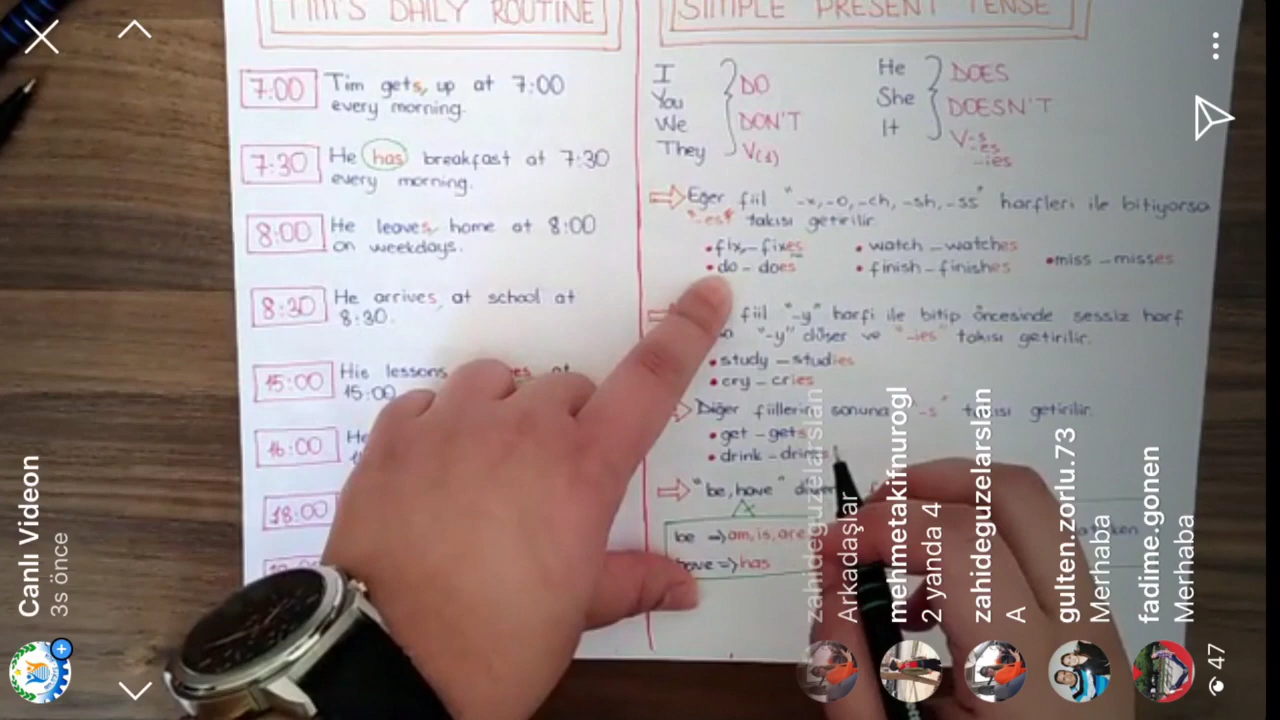 TIM'S DAILY ROUTINE
7:00
Tim gets up at 7:00
every morning.
7:30
He has breakfast at 7:30
every morning.
8:00
He leaves home at 8:00
on weekdays.
8:30
He arrives at school at
8:30.
15:00
His lessons
at
15:00
16:00
He
18:00
SIMPLE PRESENT TENSE
I
You
We
They
DO
DON'T
V(1)
He
She
It
DOES
DOESN'T
V-s
-es
-ies
Eğer fiil "-x,-o,-ch,-sh,-ss" harfleri ile bitiyorsa
"-es" takısı getirilir.
• fix - fixes
• watch - watches
• miss - misses
• do - does
• finish - finishes
fiil "-y" harfi ile bitip öncesinde sessiz harf
"-y" düşer ve "-ies" takısı getirilir.
• study - studies
• cry - cries
Diğer fiillerin sonuna "-s" takısı getirilir.
• get - gets
• drink - drinks
"be, have"
be => am, is, are
have => has
Canlı Videon
3s önce
zahideguzelarslan
Arkadaşlar
mehmetakifnurogl
2 yanda 4
zahideguzelarslan
A
gulten.zorlu.73
Merhaba
fadime.gonen
Merhaba
47